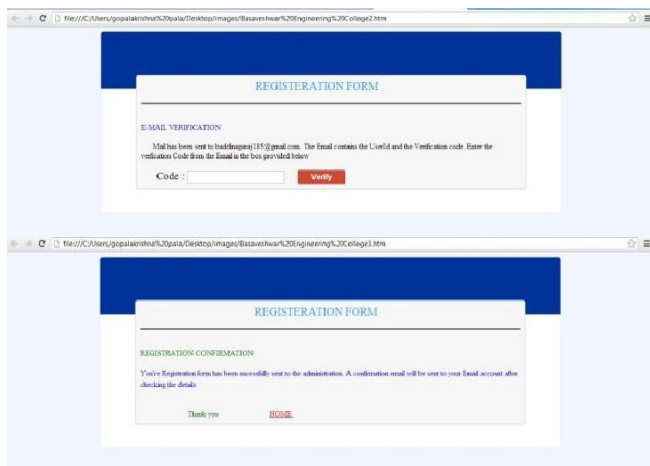 file:///C:/Users/gopalakrishna%20pala/Desktop/images/Basaveshwar%20Engineering%20College2.htm
REGISTERATION FORM
E-MAIL VERIFICATION
Mail has been sent to buddinagaraj185@gmail.com. The Email contains the UserId and the Verification code. Enter the
verification Code from the Email in the box provided below
Code :
Verify
file:///C:/Users/gopalakrishna%20pala/Desktop/images/Basaveshwar%20Engineering%20College3.htm
REGISTERATION FORM
REGISTRATION CONFIRMATION
You're Registration form has been sucessfully sent to the administration. A confirmation email will be sent to your Email account after
checking the details
Thank you HOME